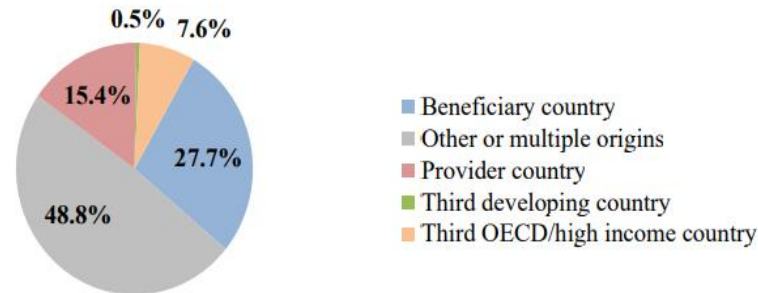 0.5%
7.6%
15.4%
27.7%
48.8%
Beneficiary country
Other or multiple origins
Provider country
Third developing country
Third OECD/high income country